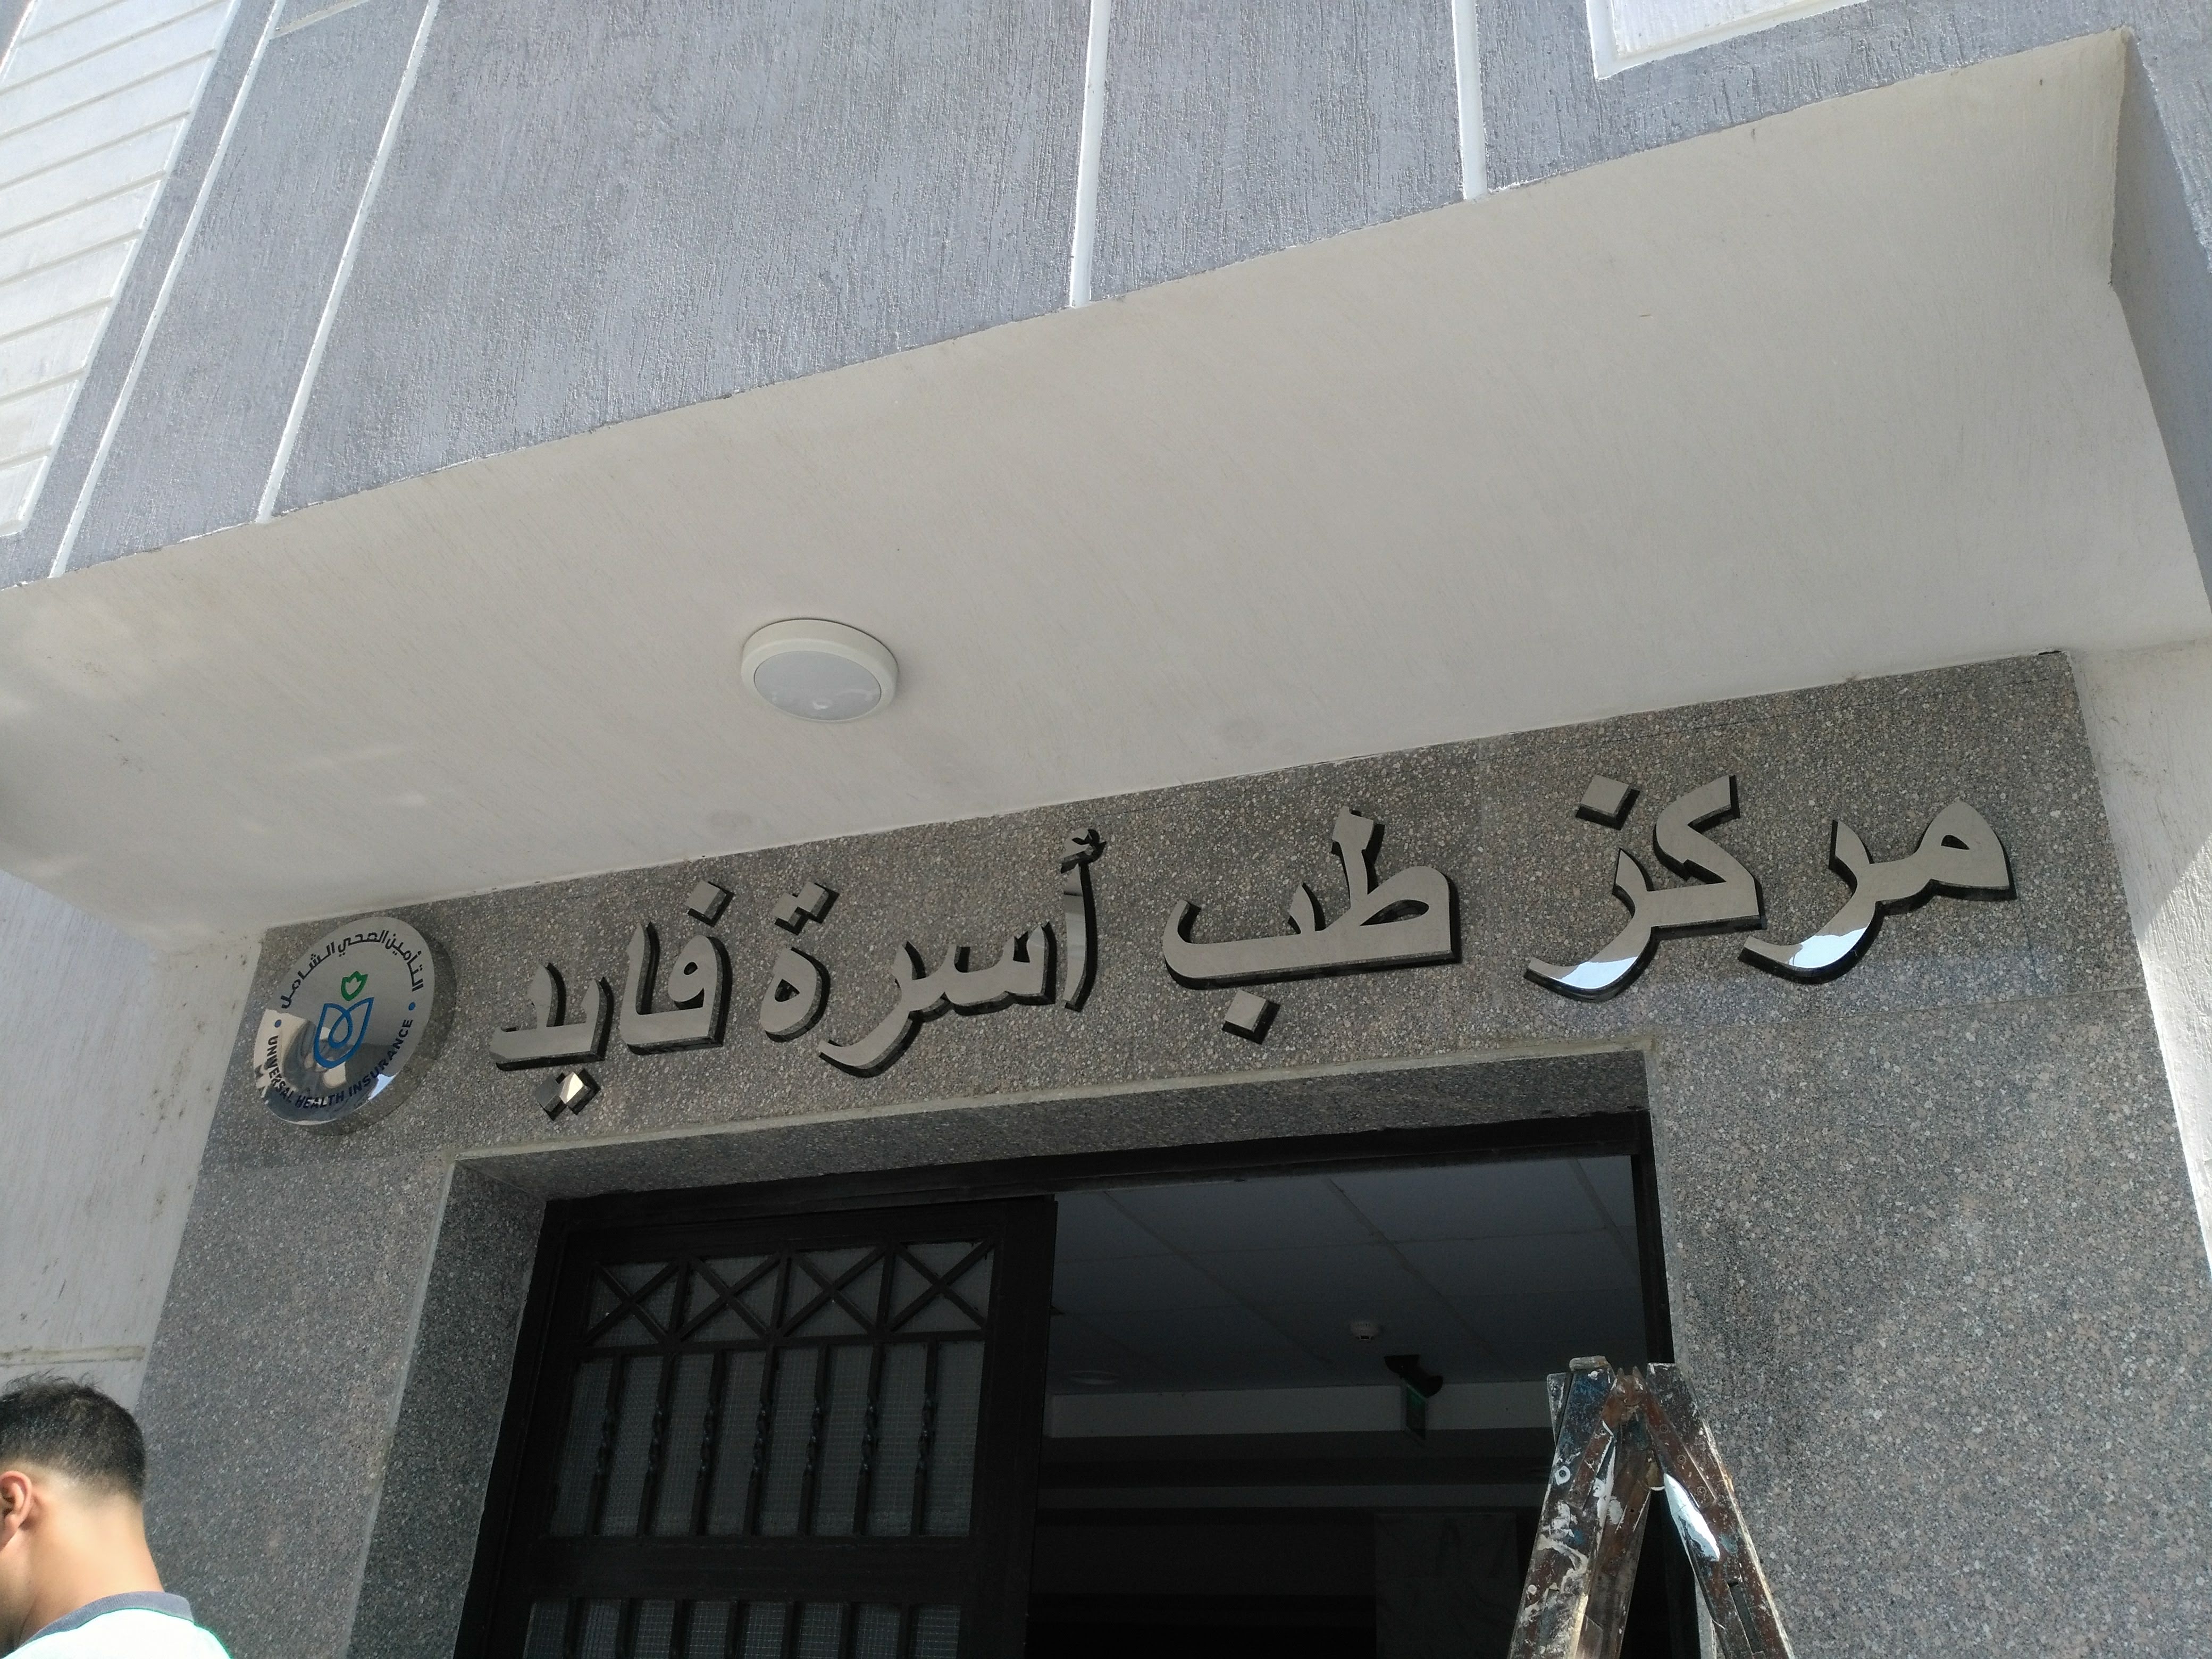 مركز طب أسرة فايد
التأمين الصحي الشامل
UNIVERSAL HEALTH INSURANCE